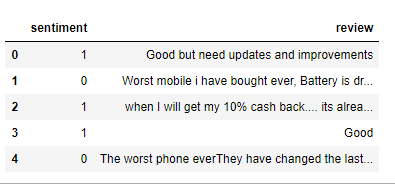 sentiment review
0 1 Good but need updates and improvements
1 0 Worst mobile i have bought ever, Battery is dr...
2 1 when I will get my 10% cash back.... its alrea...
3 1 Good
4 0 The worst phone everThey have changed the last...